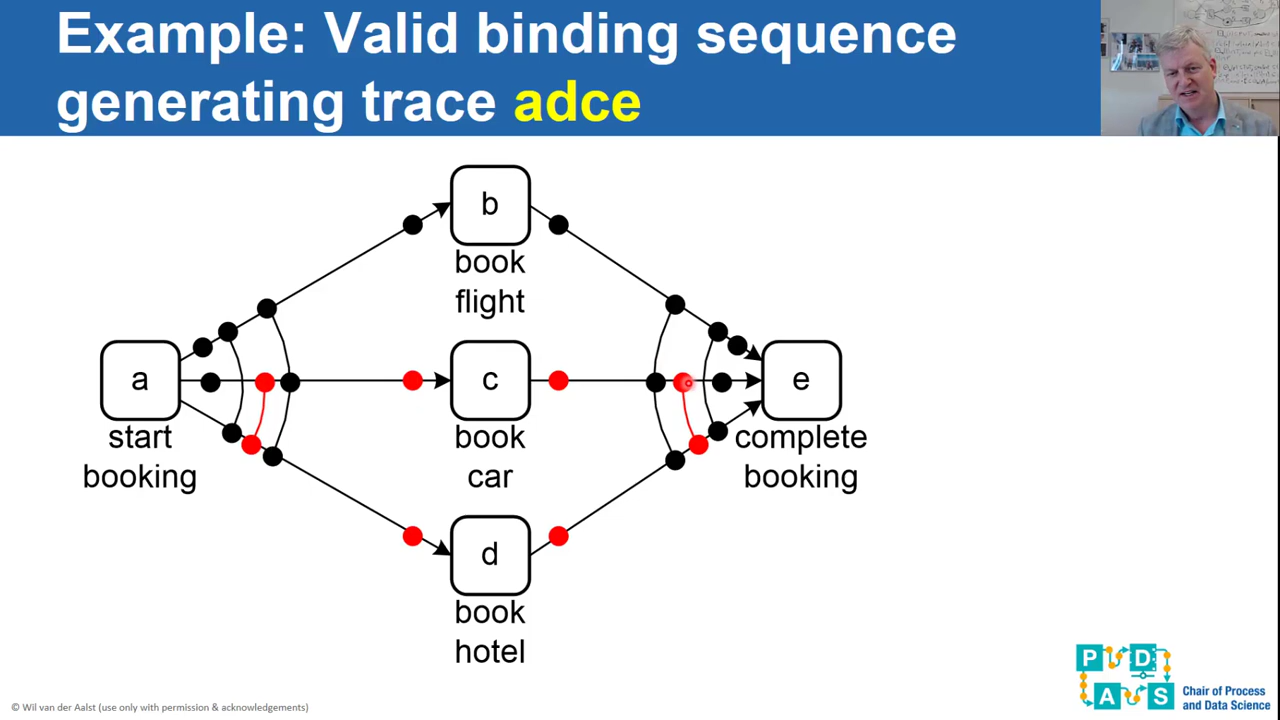 Example: Valid binding sequence
generating trace adce
b
book
flight
a
start
booking
c
book
car
e
complete
booking
d
book
hotel
P D
A S
Chair of Process
and Data Science
© Wil van der Aalst (use only with permission & acknowledgements)